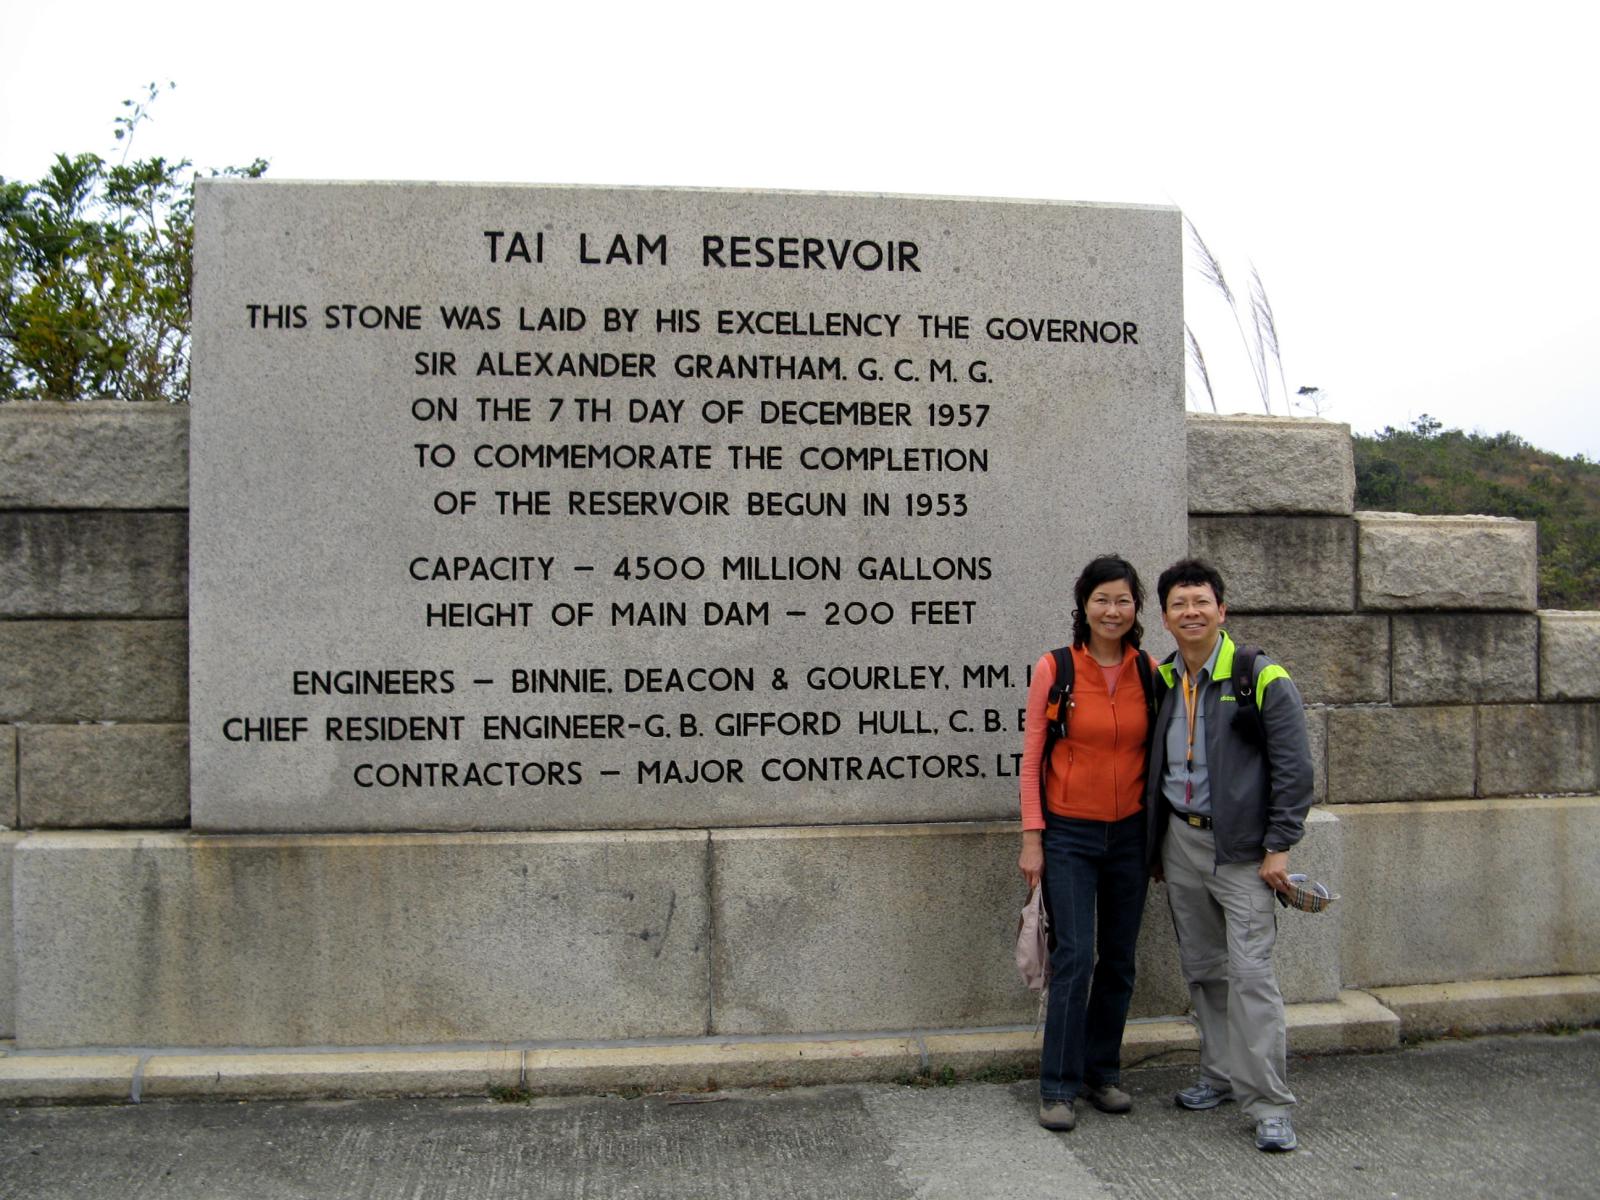 TAI LAM RESERVOIR
THIS STONE WAS LAID BY HIS EXCELLENCY THE GOVERNOR
SIR ALEXANDER GRANTHAM. G. C. M. G.
ON THE 7 TH DAY OF DECEMBER 1957
TO COMMEMORATE THE COMPLETION
OF THE RESERVOIR BEGUN IN 1953
CAPACITY – 4500 MILLION GALLONS
HEIGHT OF MAIN DAM – 200 FEET
ENGINEERS – BINNIE, DEACON & GOURLEY, MM.
CHIEF RESIDENT ENGINEER-G. B. GIFFORD HULL, C. B.
CONTRACTORS – MAJOR CONTRACTORS, LT